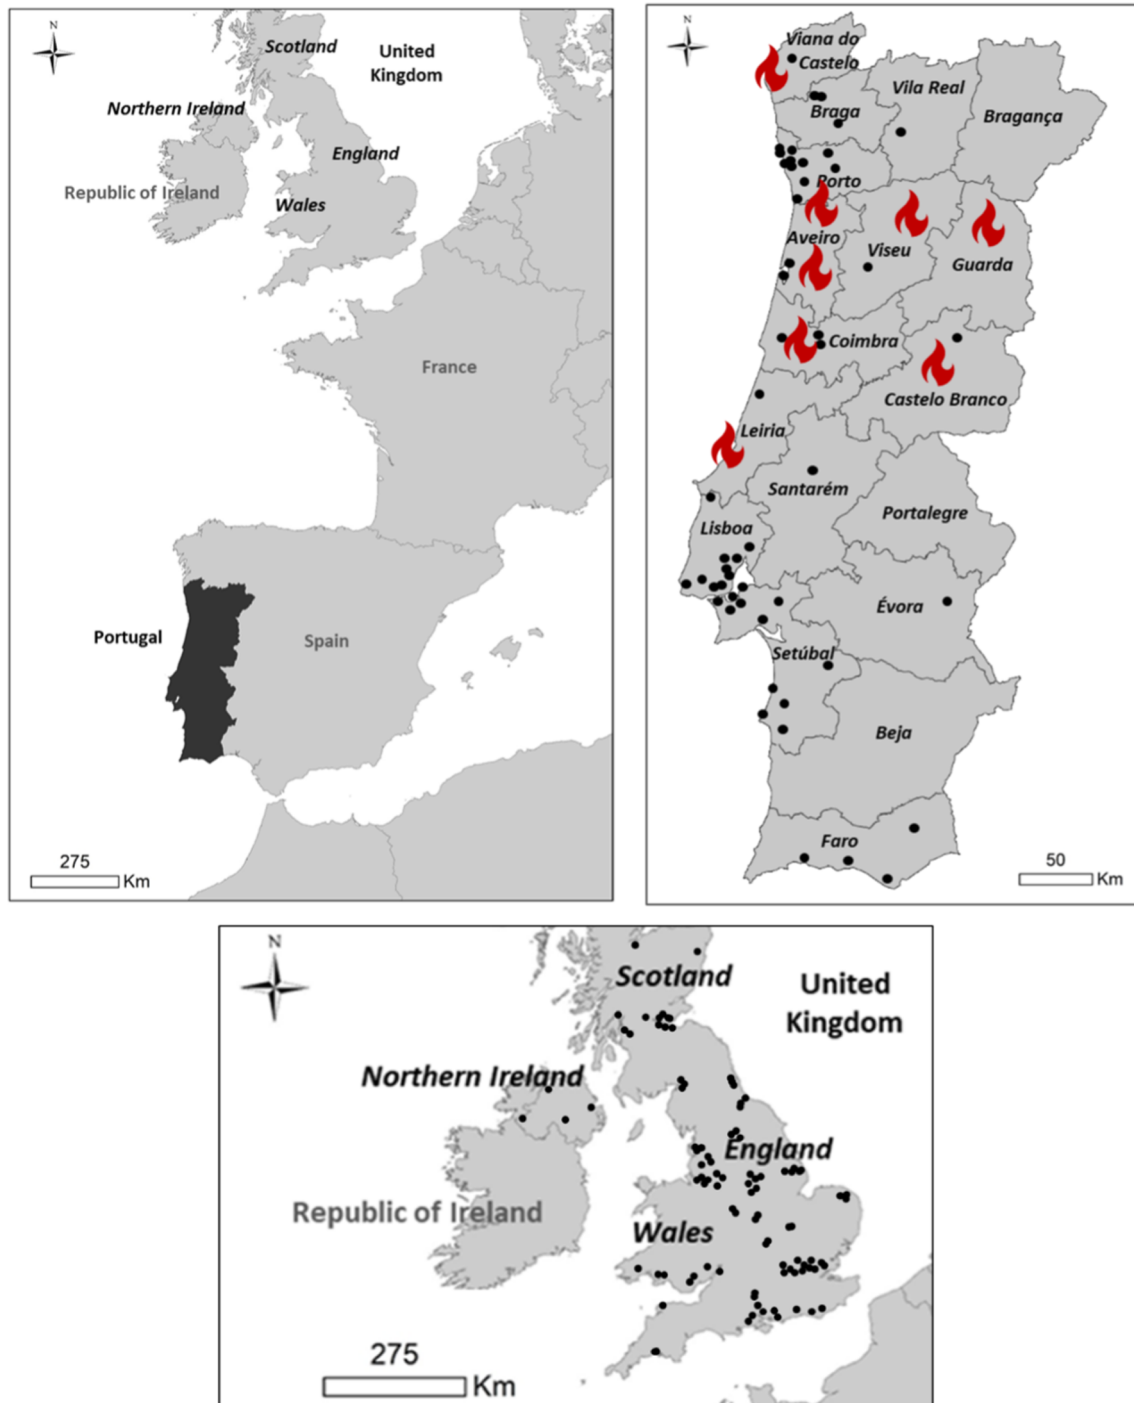 N
Scotland
United
Kingdom
Northern Ireland
England
Republic of Ireland
Wales
France
Portugal
Spain
275
Km
N
Viana do
Castelo
Vila Real
Braga
Bragança
Porto
Aveiro
Viseu
Guarda
Coimbra
Castelo Branco
Leiria
Santarém
Portalegre
Lisboa
Évora
Setúbal
Beja
Faro
50
Km
N
Scotland
United
Kingdom
Northern Ireland
England
Republic of Ireland
Wales
275
Km